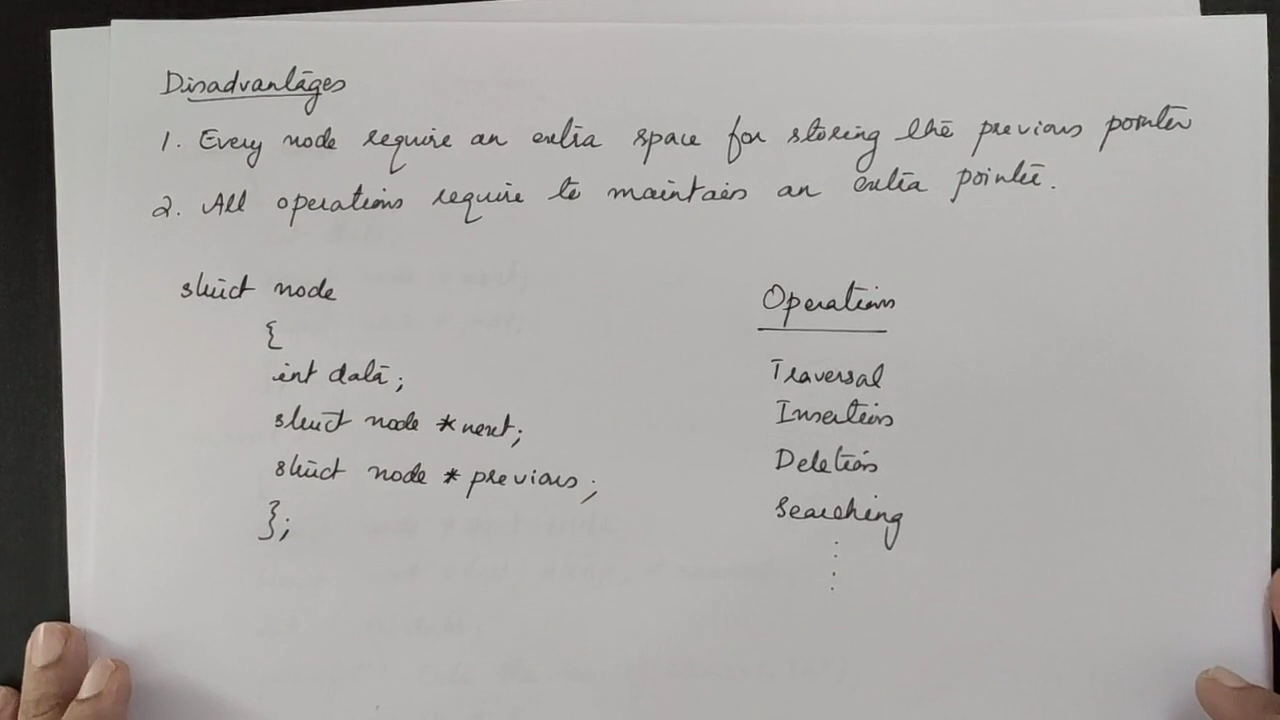 Disadvantages
1. Every node require an extra space for storing the previous pointer
2. All operations require to maintain an extra pointer.
struct node
{
int data;
struct node *next;
struct node *previous;
};
Operations
Traversal
Insertion
Deletion
Searching
⋮